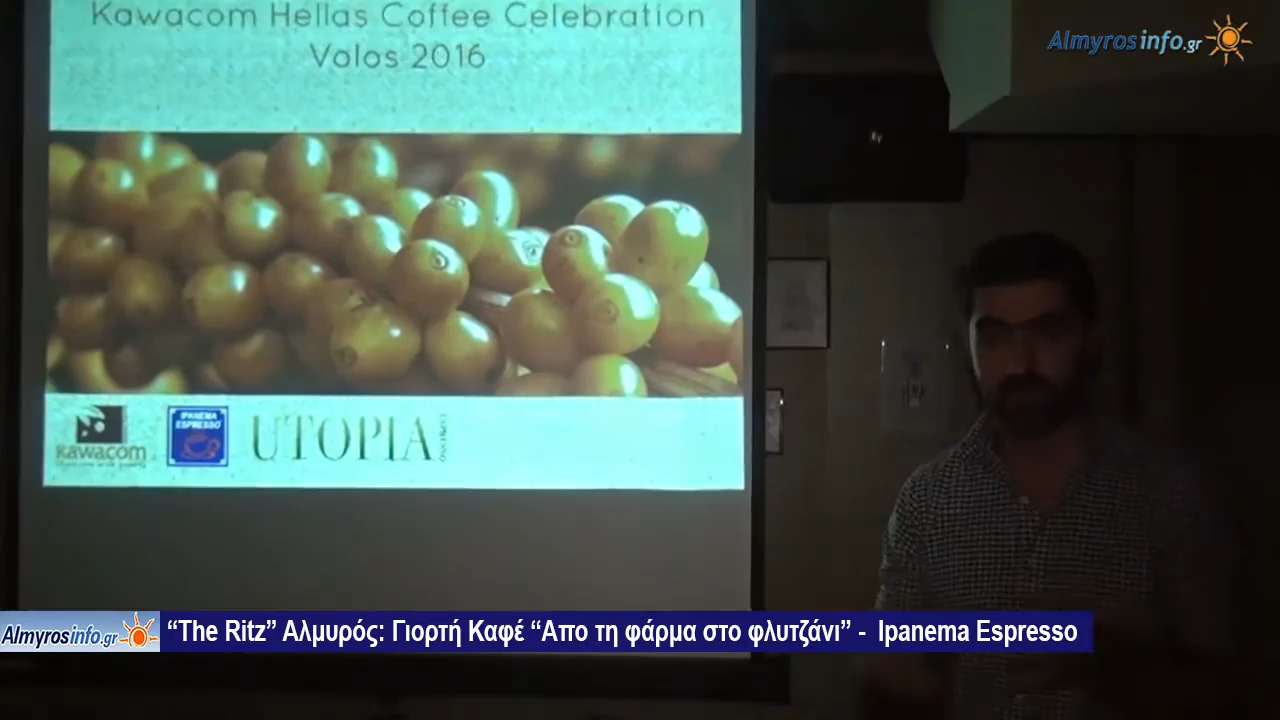 Kawacom Hellas Coffee Celebration
Volos 2016
Almyrosinfo.gr
kawacom
IPANEMA
ESPRESSO
UTOPIA
Almyrosinfo.gr
“The Ritz” Αλμυρός: Γιορτή Καφέ “Απο τη φάρμα στο φλυτζάνι” - Ipanema Espresso